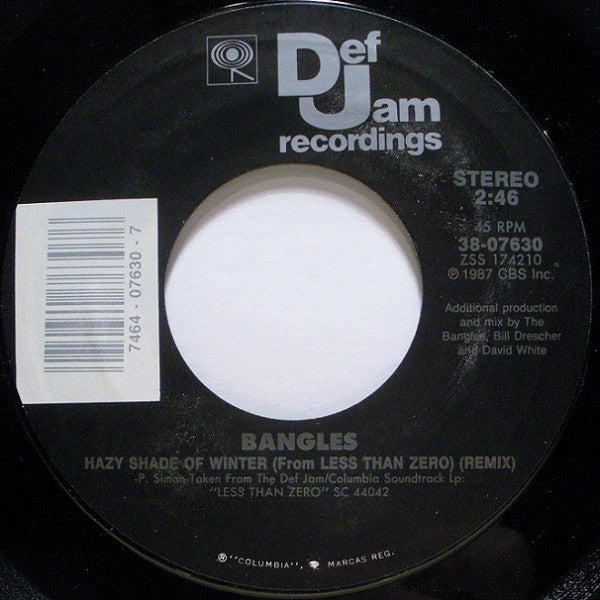 Def
Jam
recordings
STEREO
2:46
45 RPM
38-07630
ZSS 174210
℗ 1987 CBS Inc.
Additional production
and mix by The
Bangles, Bill Drescher
and David White
7464-07630-7
BANGLES
HAZY SHADE OF WINTER (From LESS THAN ZERO) (REMIX)
-P. Simon-Taken From The Def Jam/Columbia Soundtrack Lp:
"LESS THAN ZERO" SC 44042
®"COLUMBIA", MARCAS REG.